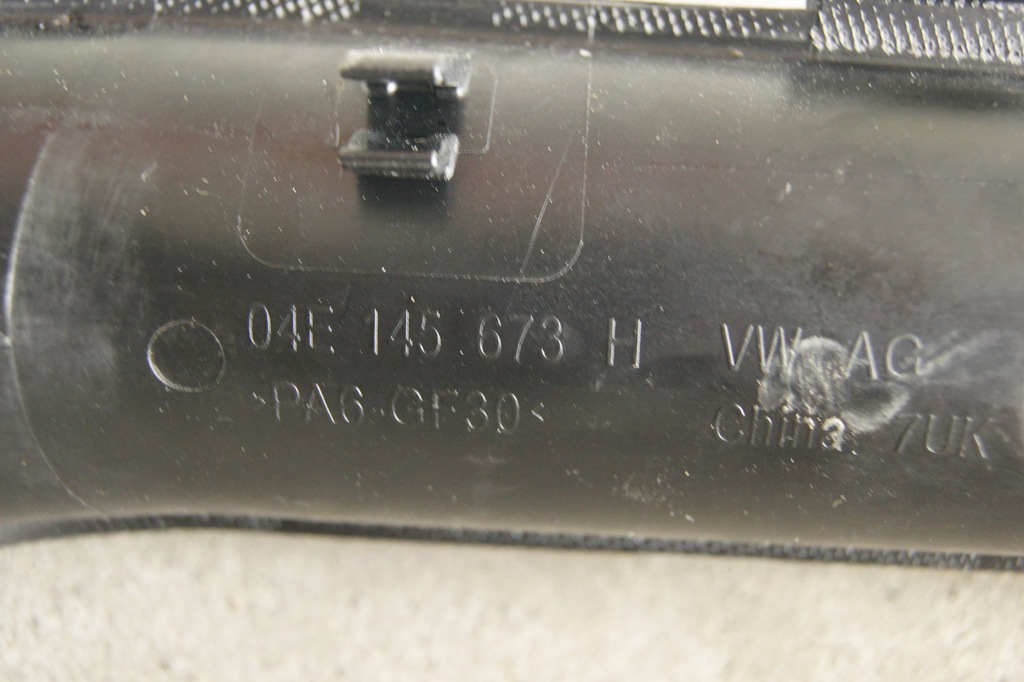 04E 145 673 H VW AG
>PA6-GF30< China 7UK